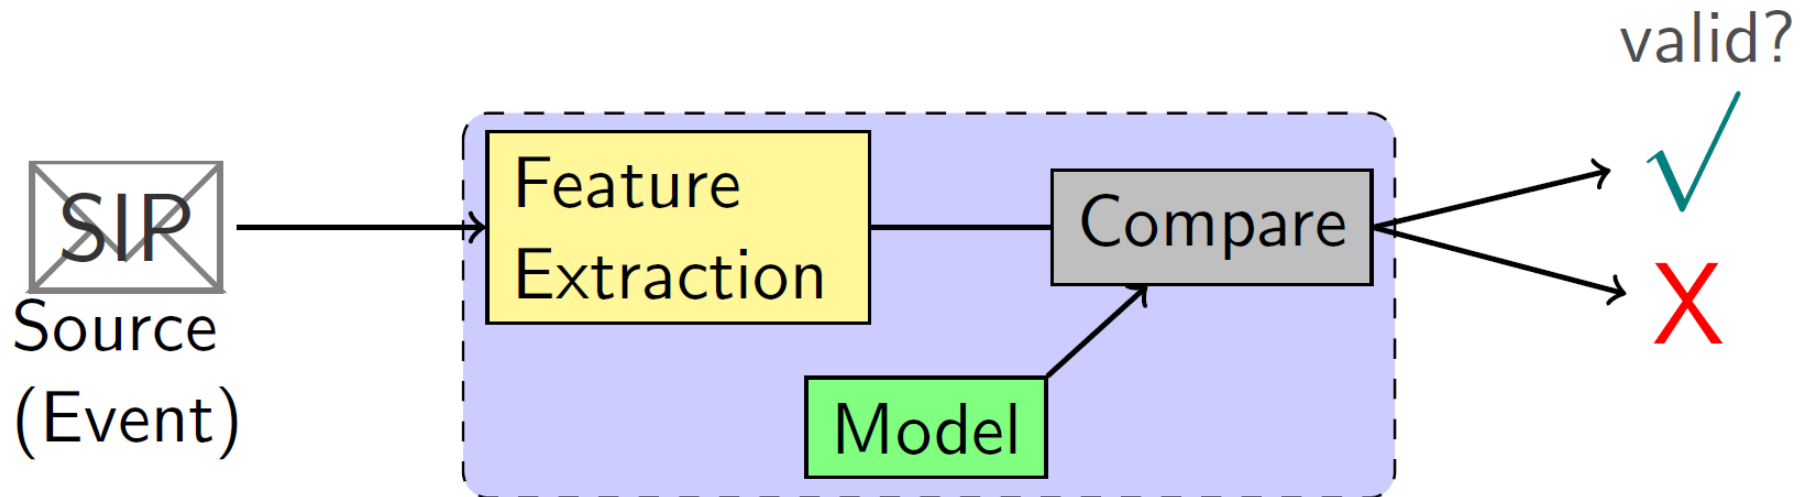 valid?
SIP
Source
(Event)
Feature
Extraction
Compare
Model
X